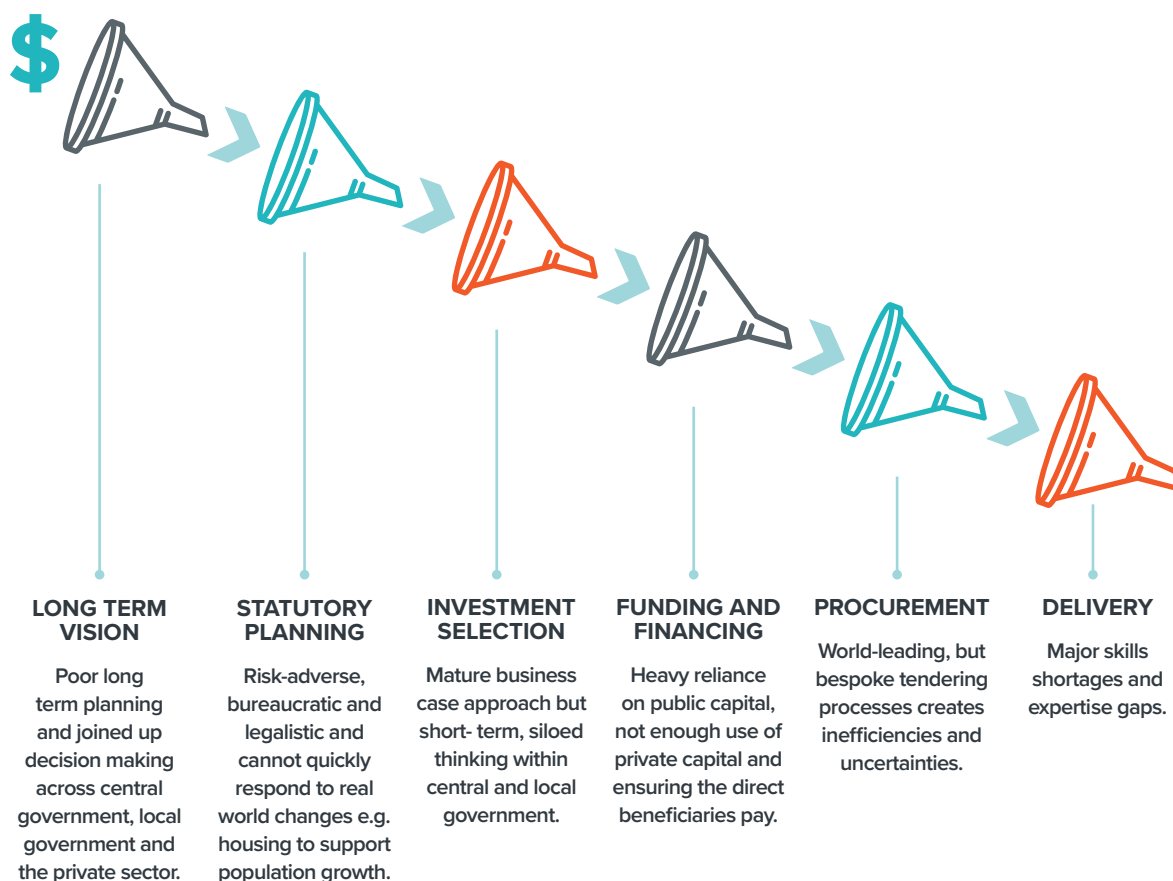 $
LONG TERM
VISION
Poor long
term planning
and joined up
decision making
across central
government, local
government and
the private sector.
STATUTORY
PLANNING
Risk-adverse,
bureaucratic and
legalistic and
cannot quickly
respond to real
world changes e.g.
housing to support
population growth.
INVESTMENT
SELECTION
Mature business
case approach but
short- term, siloed
thinking within
central and local
government.
FUNDING AND
FINANCING
Heavy reliance
on public capital,
not enough use of
private capital and
ensuring the direct
beneficiaries pay.
PROCUREMENT
World-leading, but
bespoke tendering
processes creates
inefficiencies and
uncertainties.
DELIVERY
Major skills
shortages and
expertise gaps.